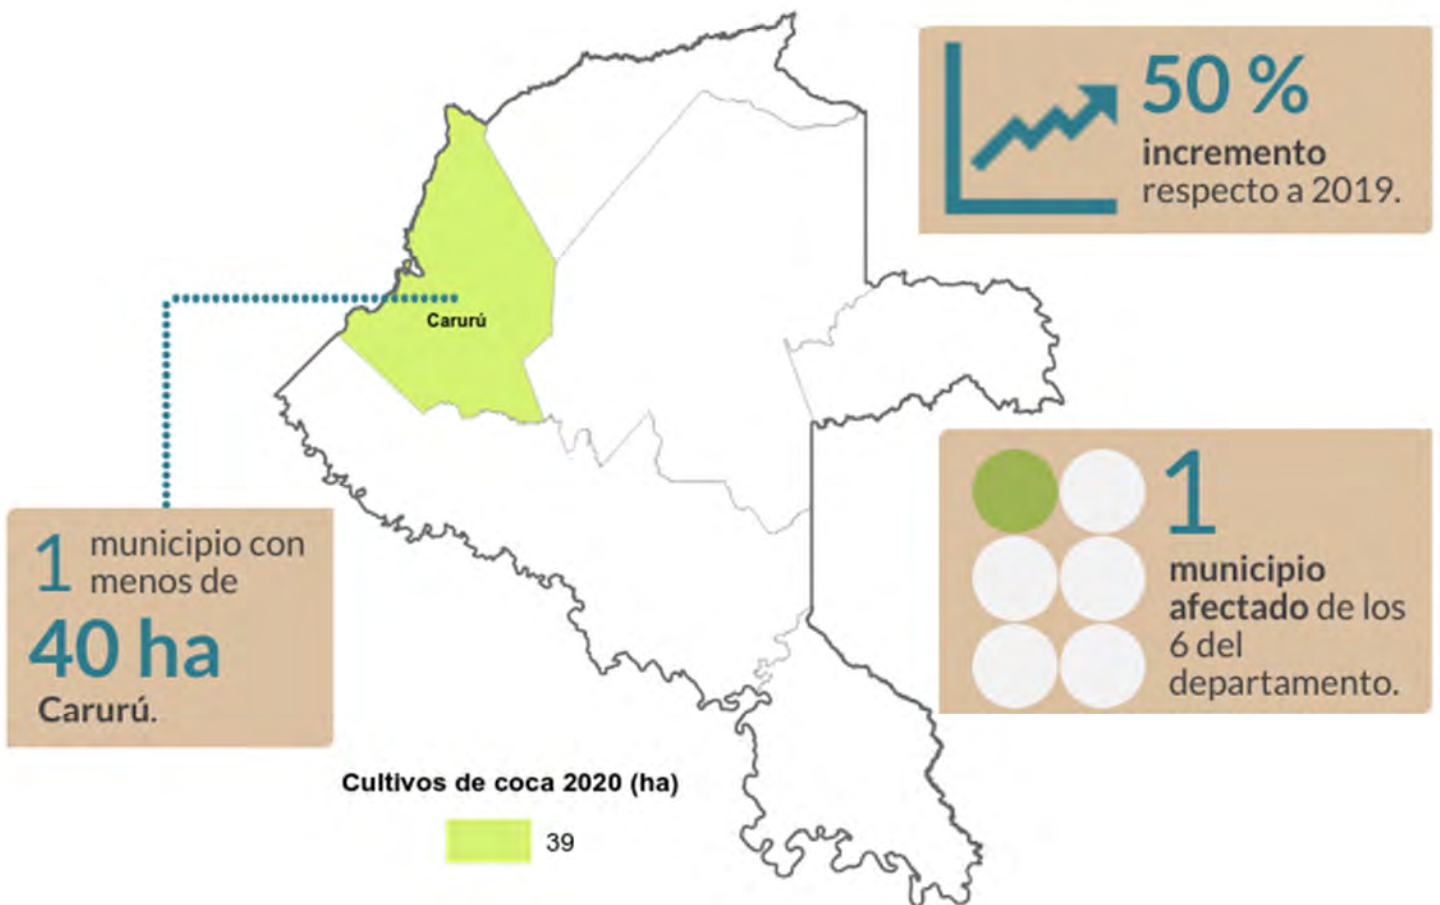 50 %
incremento
respecto a 2019.
Carurú
1 municipio con
menos de
40 ha
Carurú.
1
municipio
afectado de los
6 del
departamento.
Cultivos de coca 2020 (ha)
39